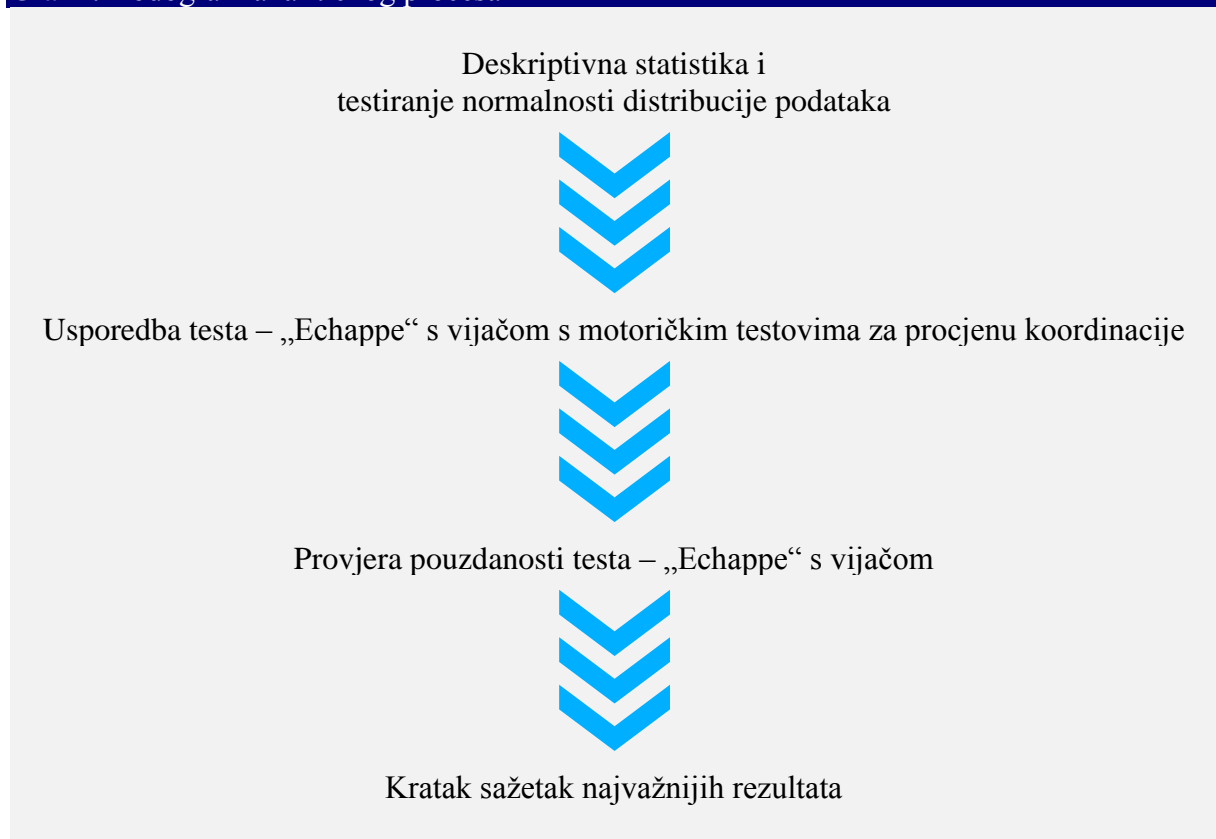 Deskriptivna statistika i
testiranje normalnosti distribucije podataka
Usporedba testa – „Echappe“ s vijačom s motoričkim testovima za procjenu koordinacije
Provjera pouzdanosti testa – „Echappe“ s vijačom
Kratak sažetak najvažnijih rezultata